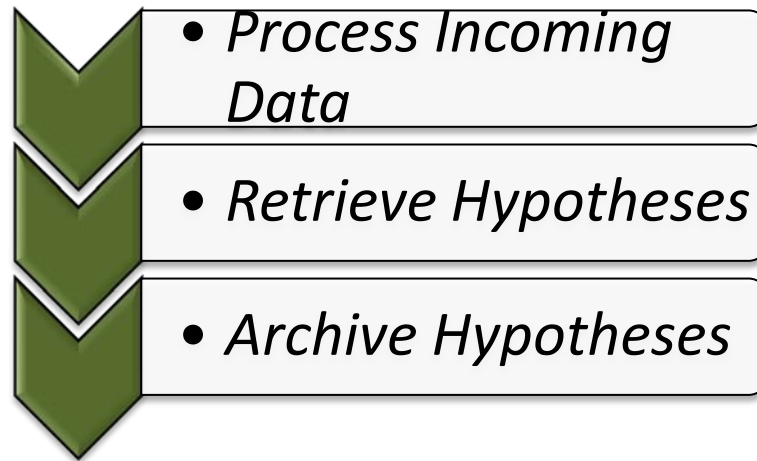 • Process Incoming
Data
• Retrieve Hypotheses
• Archive Hypotheses